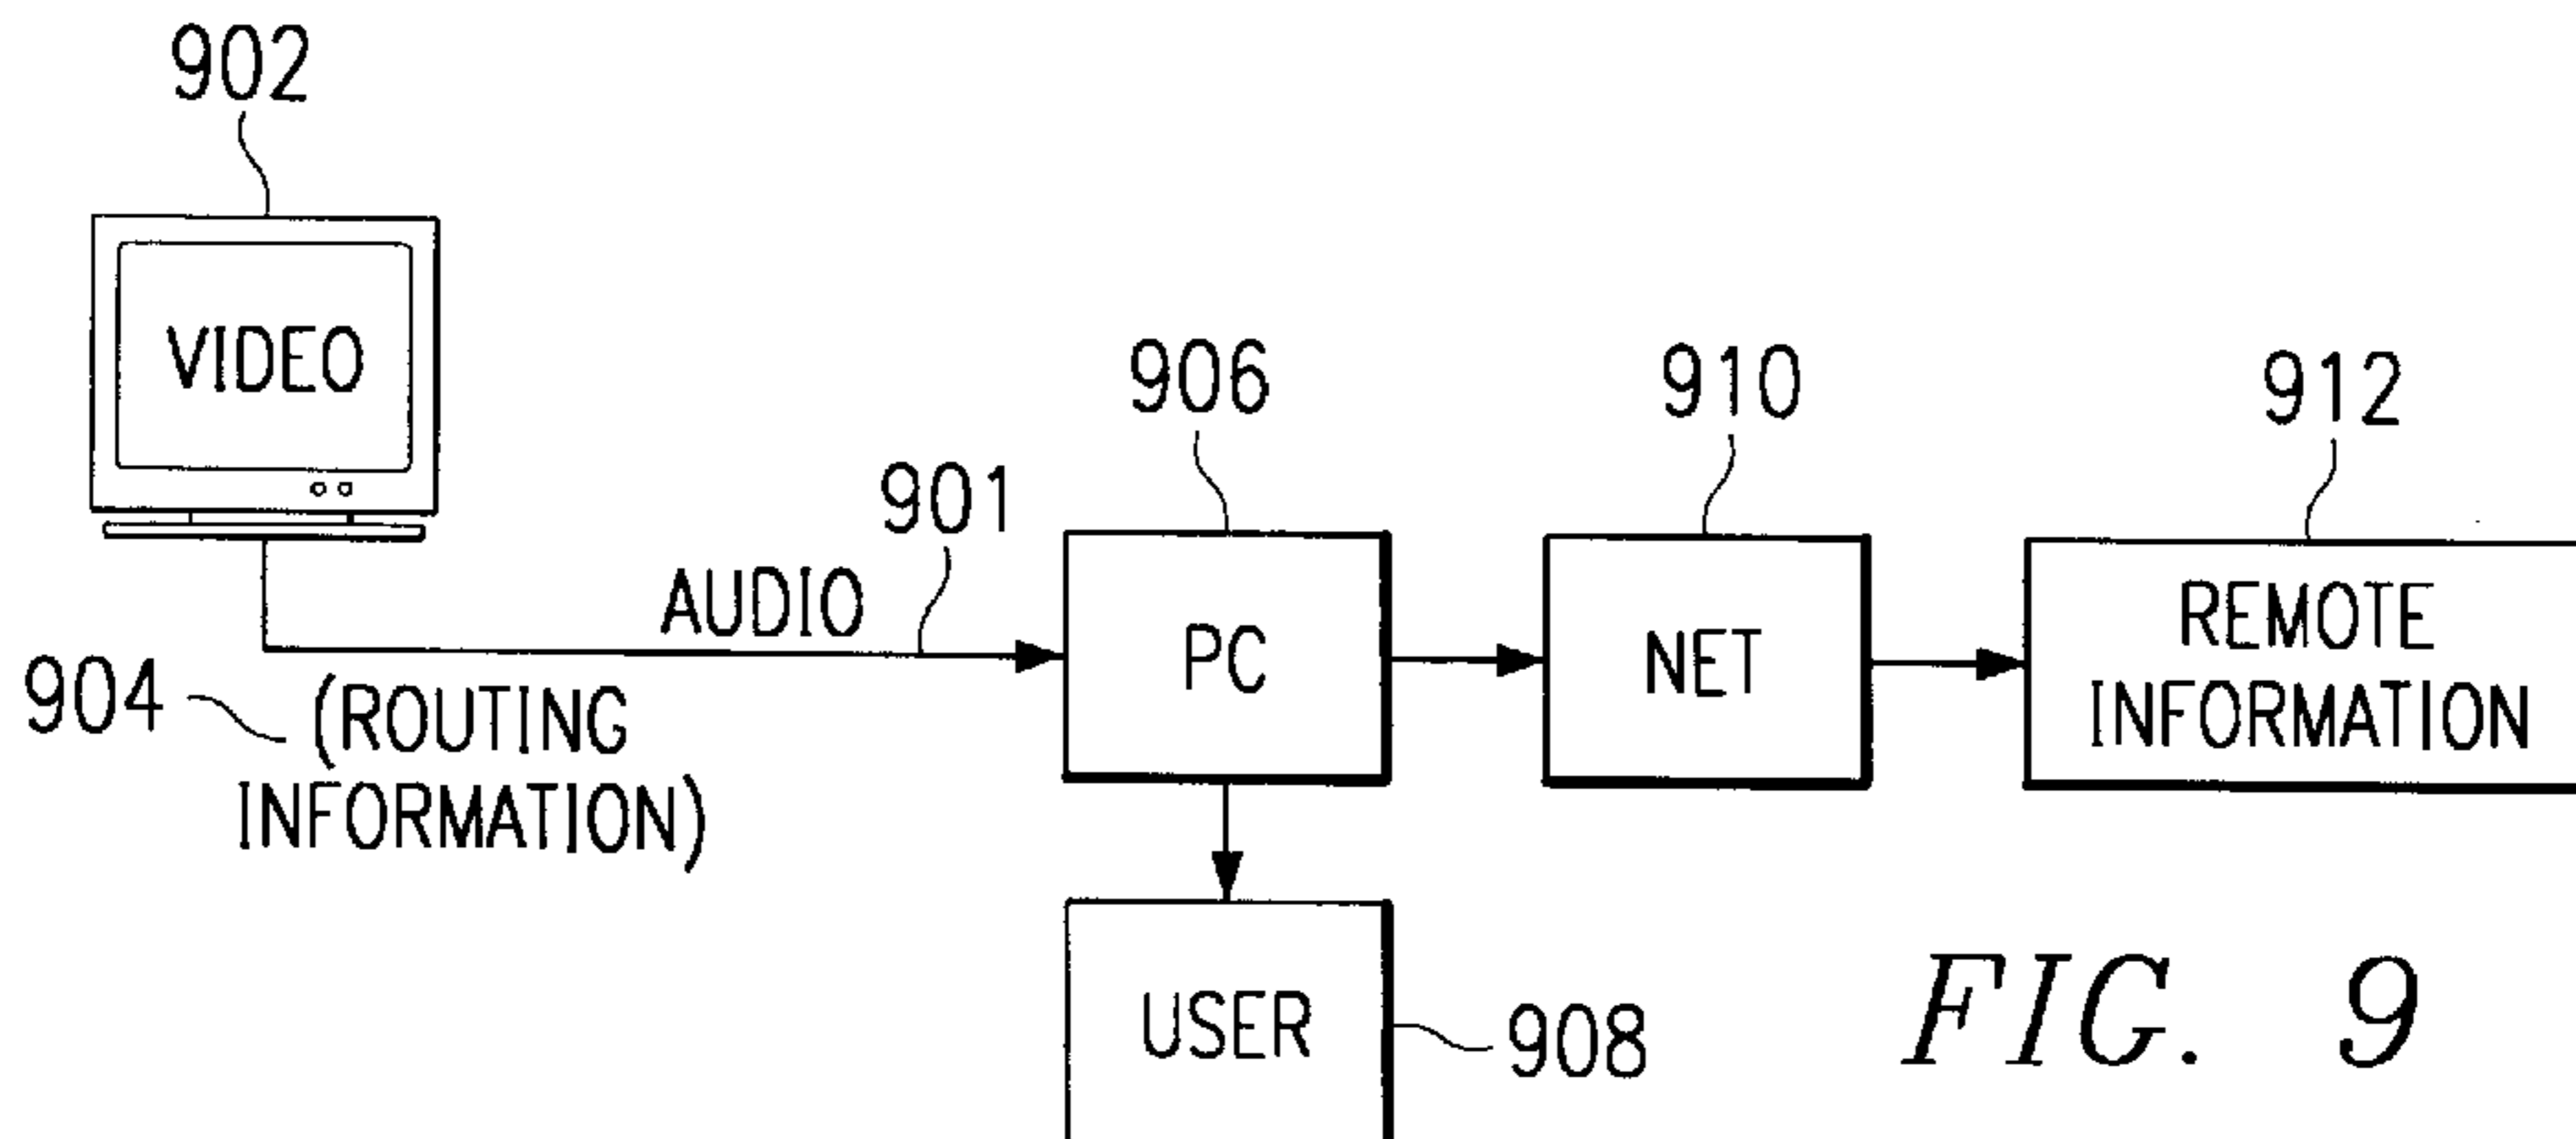 902
VIDEO
906
910
912
901
AUDIO
PC
NET
REMOTE
INFORMATION
904
(ROUTING
INFORMATION)
USER
908
FIG. 9